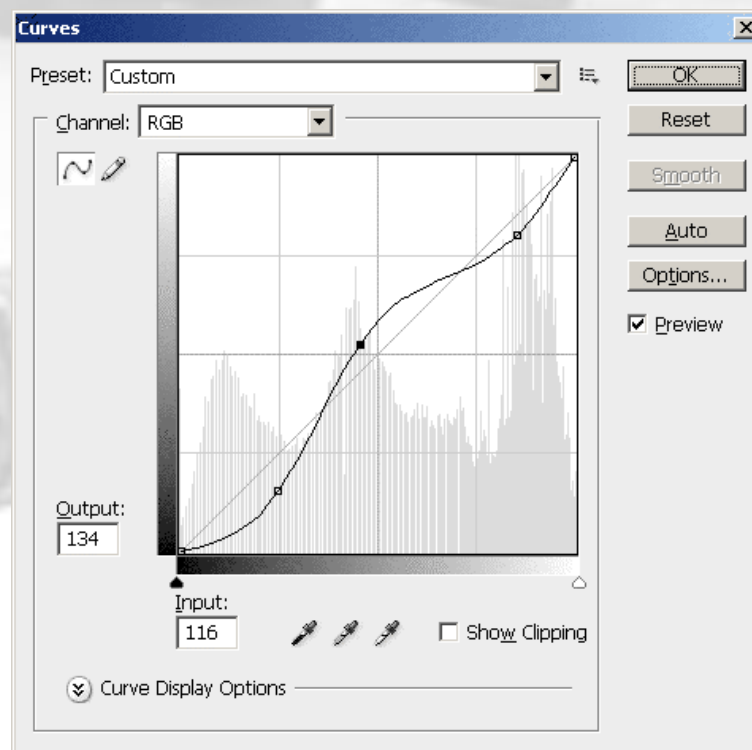 Curves
Preset: Custom
OK
Channel: RGB
Reset
Smooth
Auto
Options...
Preview
Output:
134
Input:
116
Show Clipping
Curve Display Options